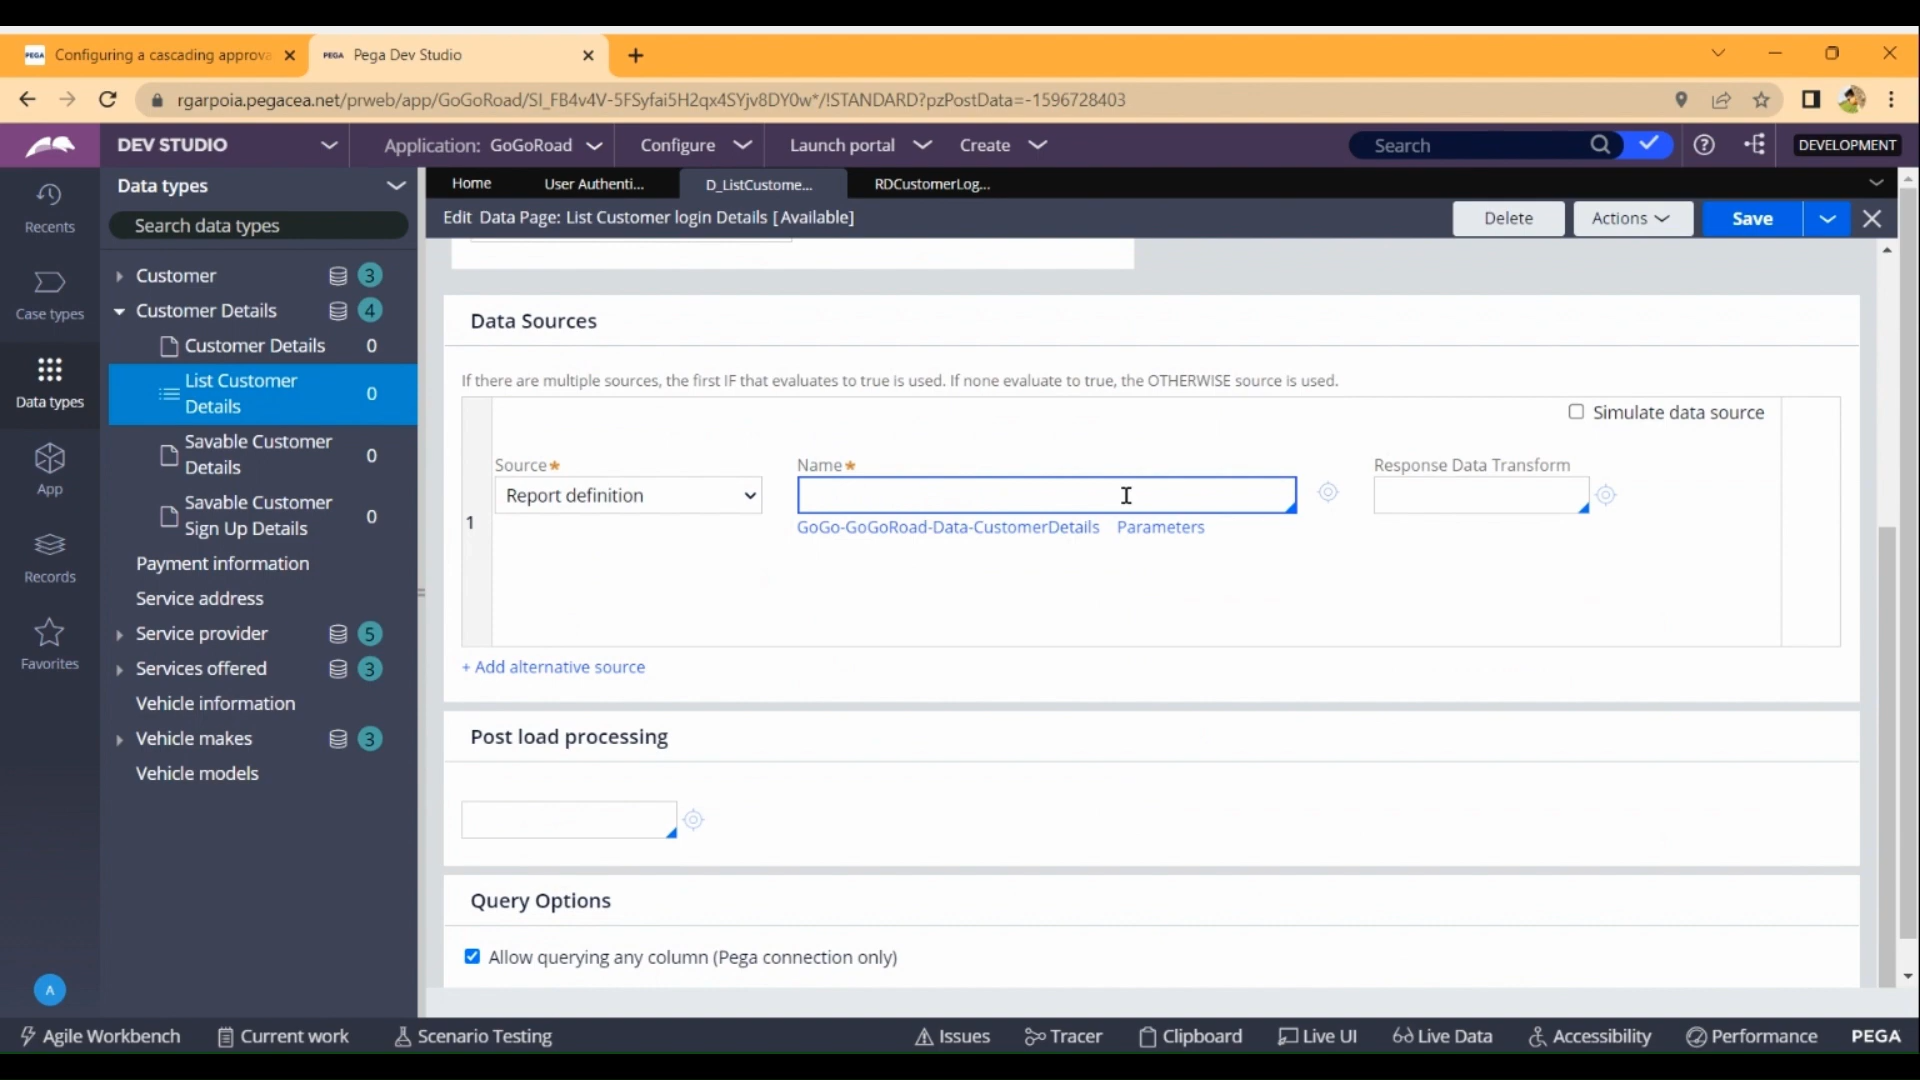 PEGA Configuring a cascading approva
PEGA Pega Dev Studio
rgarpoia.pegacea.net/prweb/app/GoGoRoad/SI_FB4v4V-5FSyfai5H2qx4SYjv8DY0w*/!STANDARD?pzPostData=-1596728403
DEV STUDIO
Application: GoGoRoad
Configure
Launch portal
Create
Search
DEVELOPMENT
Recents
Case types
Data types
App
Records
Favorites
A
Data types
Search data types
Customer 3
Customer Details 4
Customer Details 0
List Customer
Details 0
Savable Customer
Details 0
Savable Customer
Sign Up Details 0
Payment information
Service address
Service provider 5
Services offered 3
Vehicle information
Vehicle makes 3
Vehicle models
Home
User Authenti...
D_ListCustome...
RDCustomerLog...
Edit Data Page: List Customer login Details [Available]
Delete
Actions
Save
Data Sources
If there are multiple sources, the first IF that evaluates to true is used. If none evaluate to true, the OTHERWISE source is used.
Simulate data source
1
Source*
Report definition
Name*
GoGo-GoGoRoad-Data-CustomerDetails Parameters
Response Data Transform
+ Add alternative source
Post load processing
Query Options
Allow querying any column (Pega connection only)
Agile Workbench
Current work
Scenario Testing
Issues
Tracer
Clipboard
Live UI
Live Data
Accessibility
Performance
PEGA